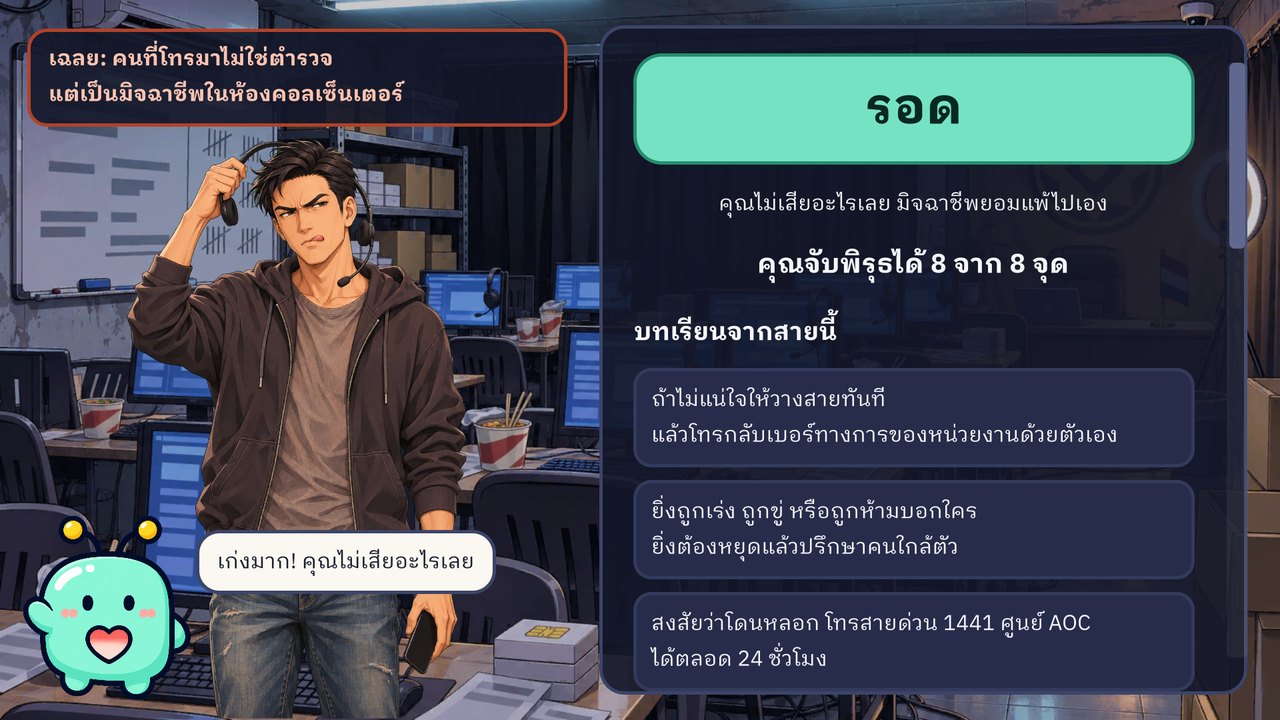 เฉลย: คนที่โทรมาไม่ใช่ตำรวจ
แต่เป็นมิจฉาชีพในห้องคอลเซ็นเตอร์
รอด
คุณไม่เสียอะไรเลย มิจฉาชีพยอมแพ้ไปเอง
คุณจับพิรุธได้ 8 จาก 8 จุด
บทเรียนจากสายนี้
ถ้าไม่แน่ใจให้วางสายทันที
แล้วโทรกลับเบอร์ทางการของหน่วยงานด้วยตัวเอง
ยิ่งถูกเร่ง ถูกขู่ หรือถูกห้ามบอกใคร
ยิ่งต้องหยุดแล้วปรึกษาคนใกล้ตัว
สงสัยว่าโดนหลอก โทรสายด่วน 1441 ศูนย์ AOC
ได้ตลอด 24 ชั่วโมง
เก่งมาก! คุณไม่เสียอะไรเลย